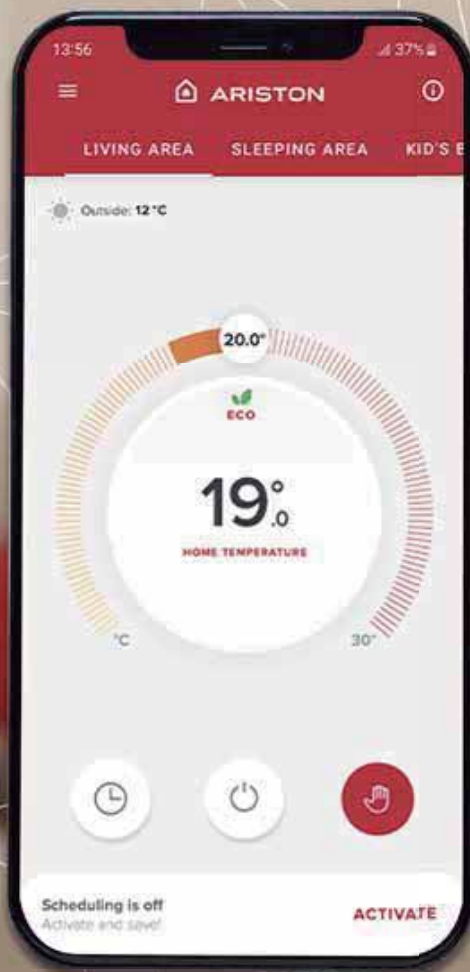 13:56
37%
ARISTON
LIVING AREA
SLEEPING AREA
KID'S
Outside: 12 °C
20.0°
ECO
19.0°
HOME TEMPERATURE
°C
30°
Scheduling is off
Activate and save!
ACTIVATE